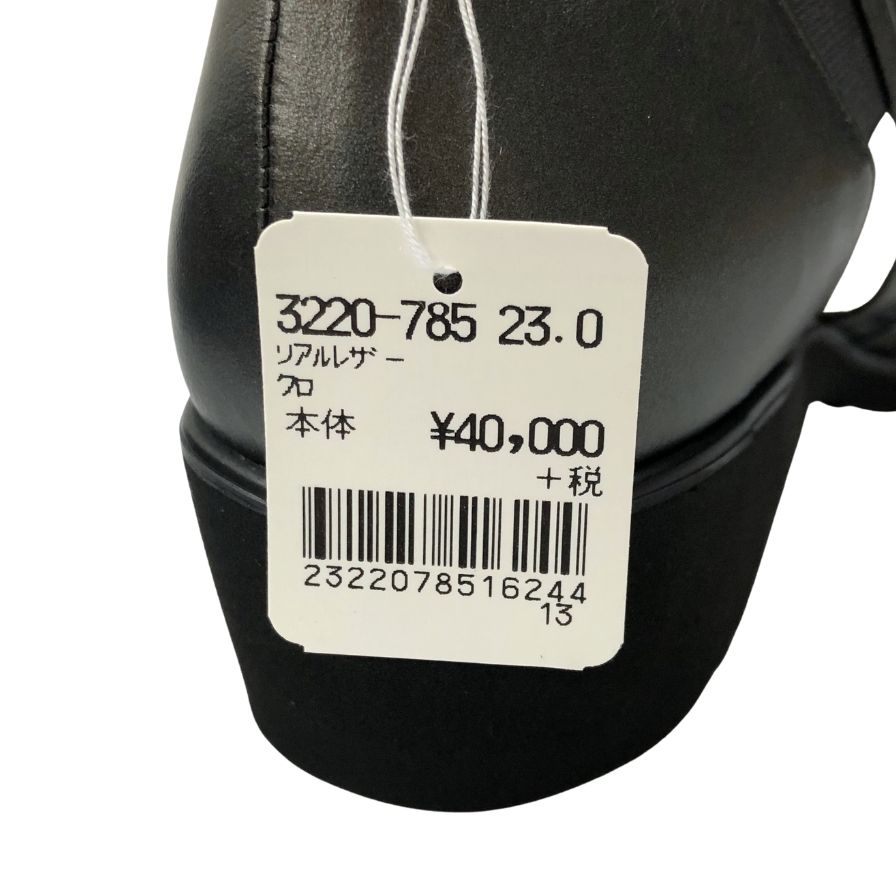 3220-785 23.0
リアルレザー
クロ
本体 ¥40,000
+税
2322078516244
13